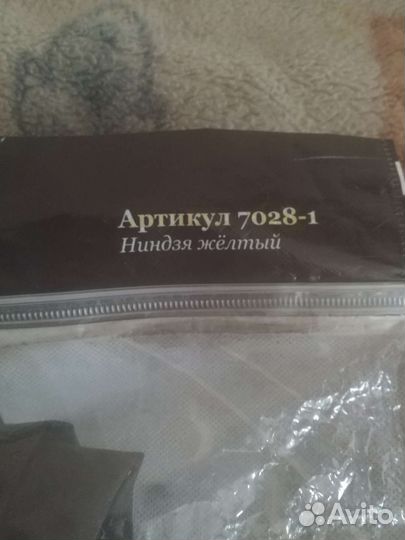 Артикул 7028-1
Ниндзя жёлтый
Avito